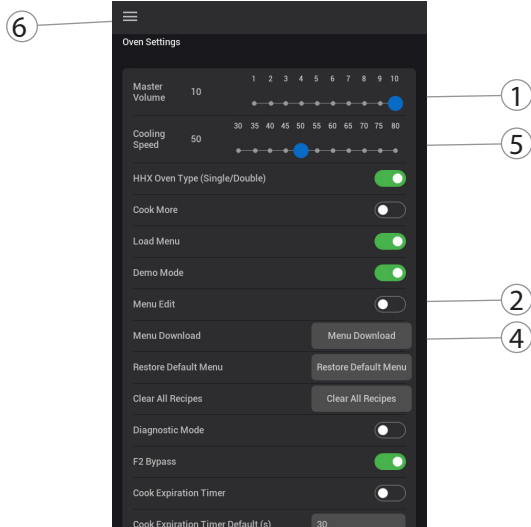 6
Oven Settings
1 2 3 4 5 6 7 8 9 10
Master
Volume
10
1
30 35 40 45 50 55 60 65 70 75 80
Cooling
Speed
50
5
HHX Oven Type (Single/Double)
Cook More
Load Menu
Demo Mode
Menu Edit
2
Menu Download Menu Download
4
Restore Default Menu Restore Default Menu
Clear All Recipes Clear All Recipes
Diagnostic Mode
F2 Bypass
Cook Expiration Timer
Cook Expiration Timer Default (s) 30